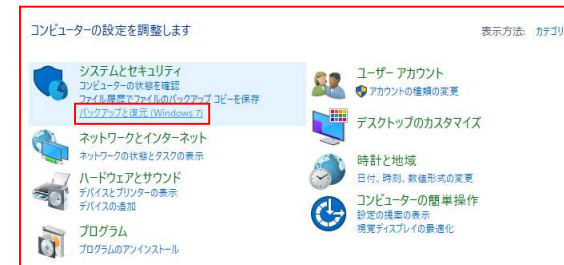 コンピューターの設定を調整します
表示方法: カテゴリ
システムとセキュリティ
コンピューターの状態を確認
ファイル履歴でファイルのバックアップ コピーを保存
バックアップと復元 (Windows 7)
ネットワークとインターネット
ネットワークの状態とタスクの表示
ハードウェアとサウンド
デバイスとプリンターの表示
デバイスの追加
プログラム
プログラムのアンインストール
ユーザー アカウント
アカウントの種類の変更
デスクトップのカスタマイズ
時計と地域
日付、時刻、数値形式の変更
コンピューターの簡単操作
設定の提案の表示
視覚ディスプレイの最適化